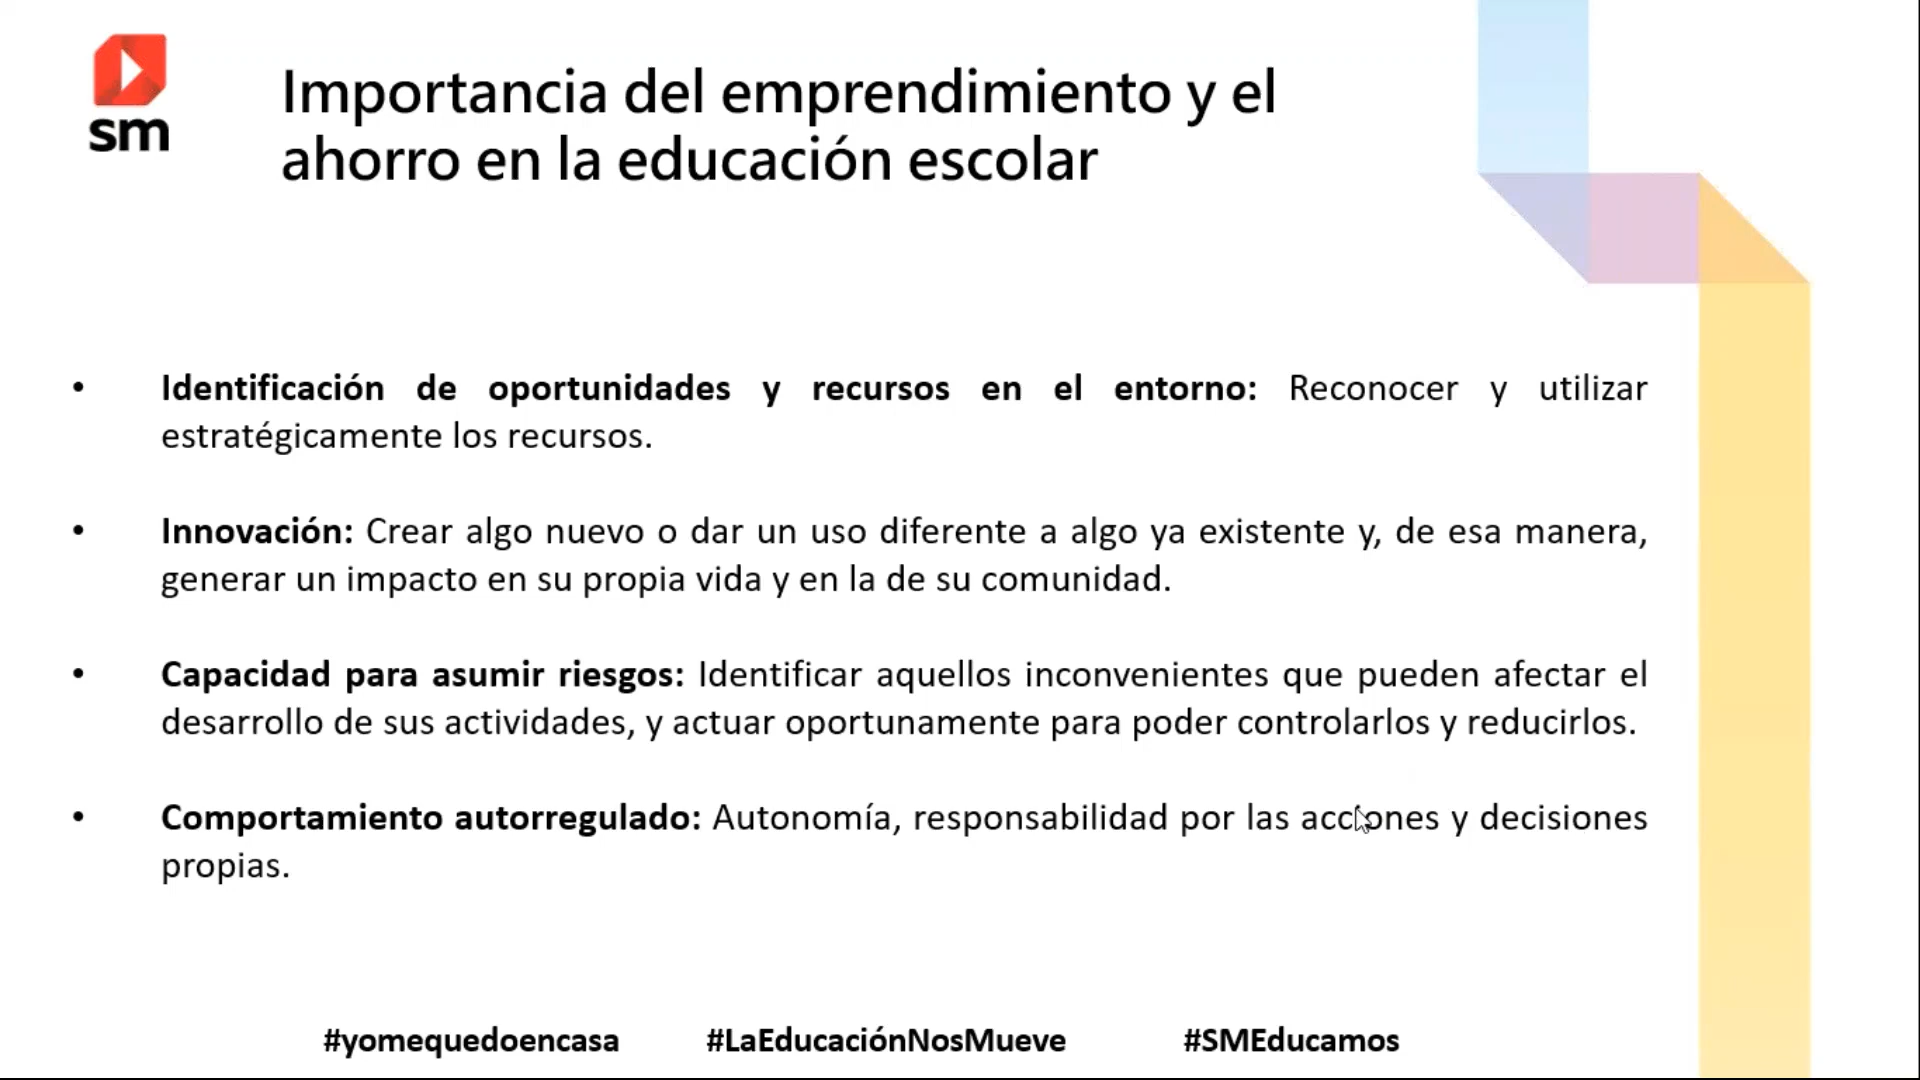 sm
Importancia del emprendimiento y el
ahorro en la educación escolar
• Identificación de oportunidades y recursos en el entorno: Reconocer y utilizar
estratégicamente los recursos.
• Innovación: Crear algo nuevo o dar un uso diferente a algo ya existente y, de esa manera,
generar un impacto en su propia vida y en la de su comunidad.
• Capacidad para asumir riesgos: Identificar aquellos inconvenientes que pueden afectar el
desarrollo de sus actividades, y actuar oportunamente para poder controlarlos y reducirlos.
• Comportamiento autorregulado: Autonomía, responsabilidad por las acciones y decisiones
propias.
#yomequedoencasa #LaEducaciónNosMueve #SMEducamos